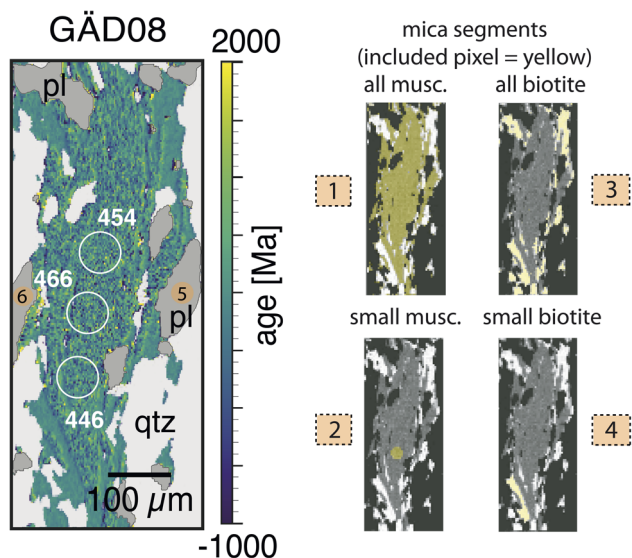 GÄD08
2000
pl
454
466
6
5
pl
446
qtz
100 µm
age [Ma]
-1000
mica segments
(included pixel = yellow)
all musc.
all biotite
1
3
small musc.
small biotite
2
4